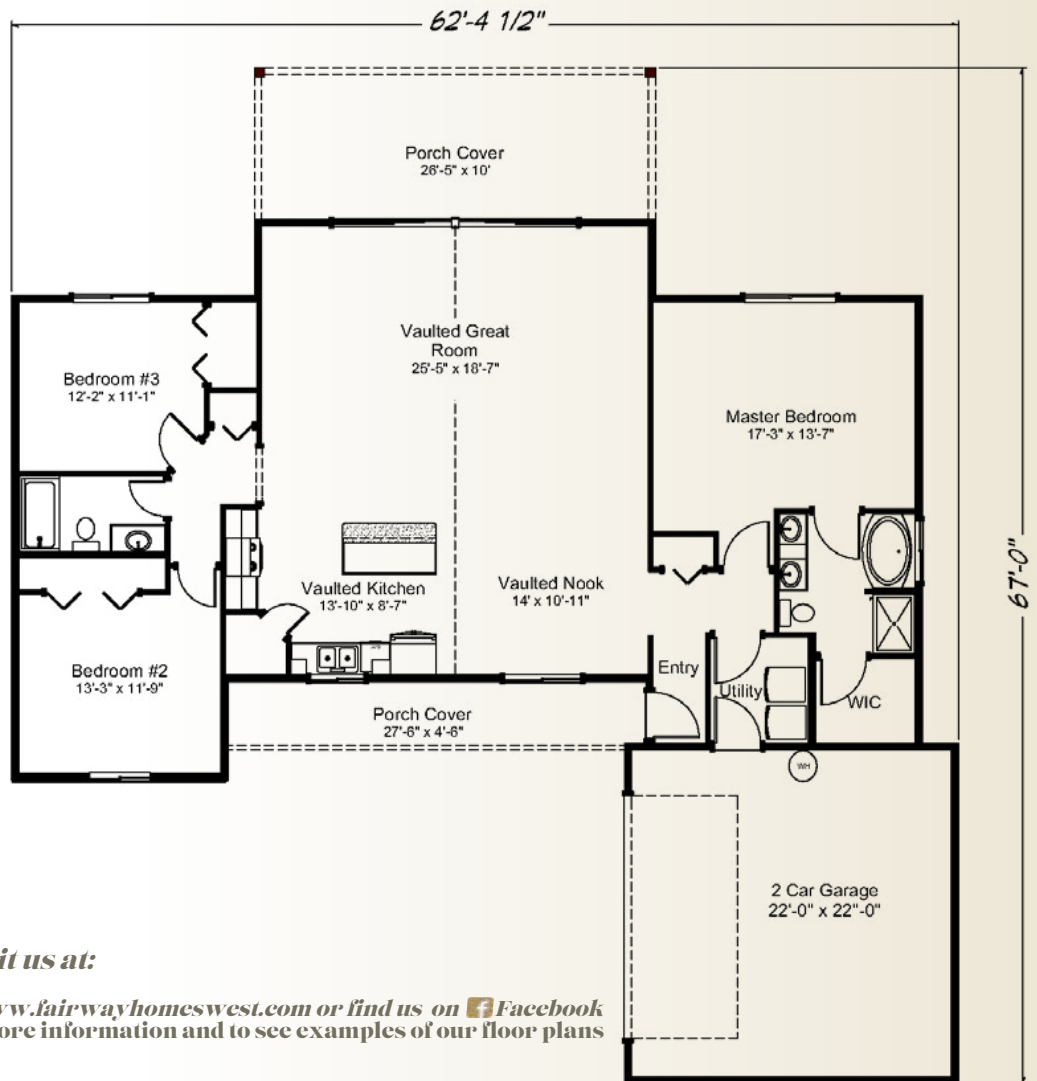 62'-4 1/2"
Porch Cover
26'-5" x 10'
Vaulted Great
Room
25'-5" x 18'-7"
Bedroom #3
12'-2" x 11'-1"
Master Bedroom
17'-3" x 13'-7"
67'-0"
Vaulted Kitchen
13'-10" x 8'-7"
Vaulted Nook
14' x 10'-11"
Bedroom #2
13'-3" x 11'-9"
Entry
Utility
WIC
Porch Cover
27'-6" x 4'-6"
WH
2 Car Garage
22'-0" x 22"-0"
it us at:
ww.fairwayhomeswest.com or find us on f Facebook
ore information and to see examples of our floor plans